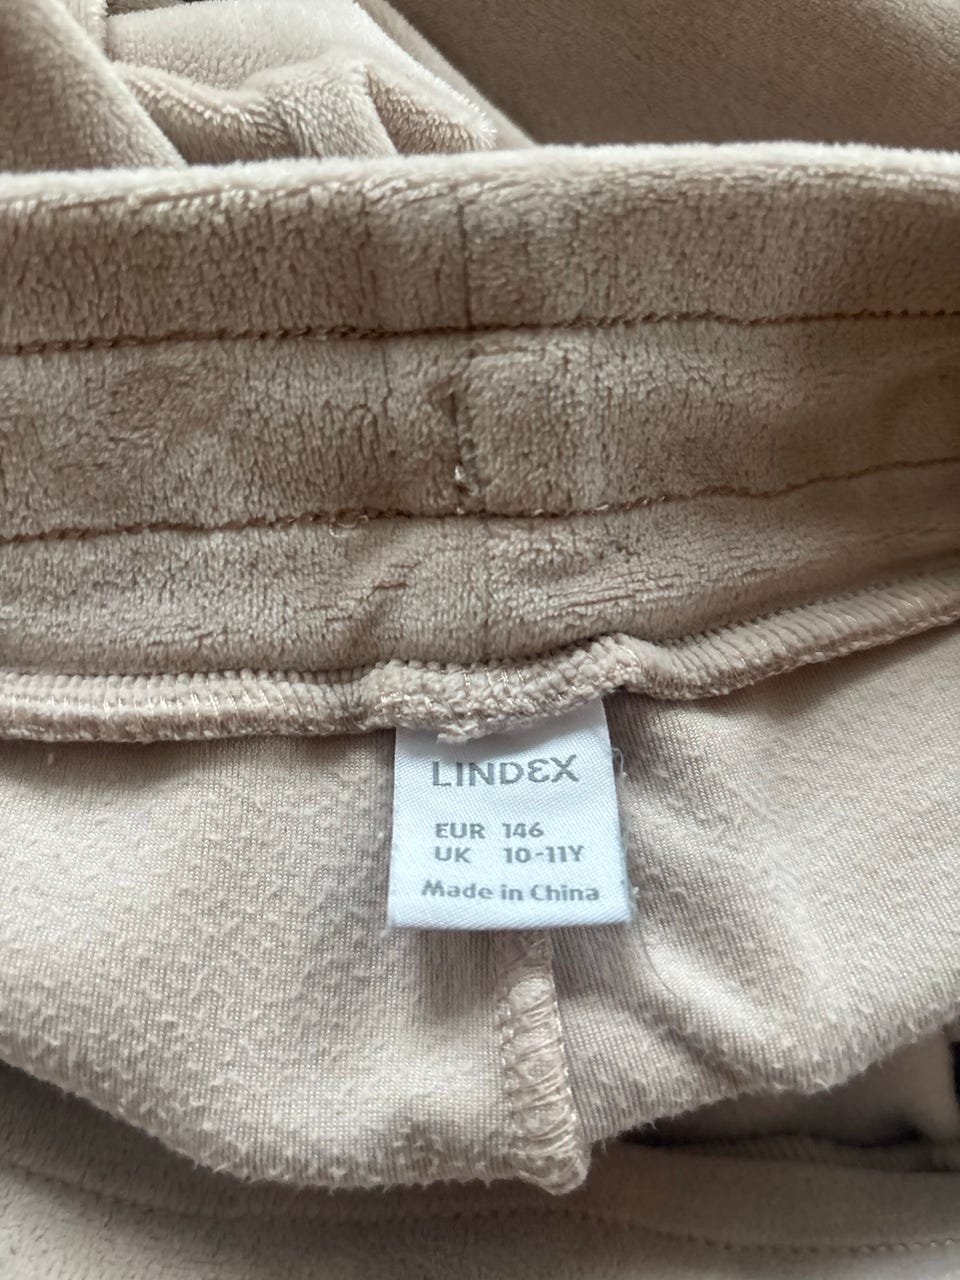 LINDEX
EUR 146
UK 10-11Y
Made in China